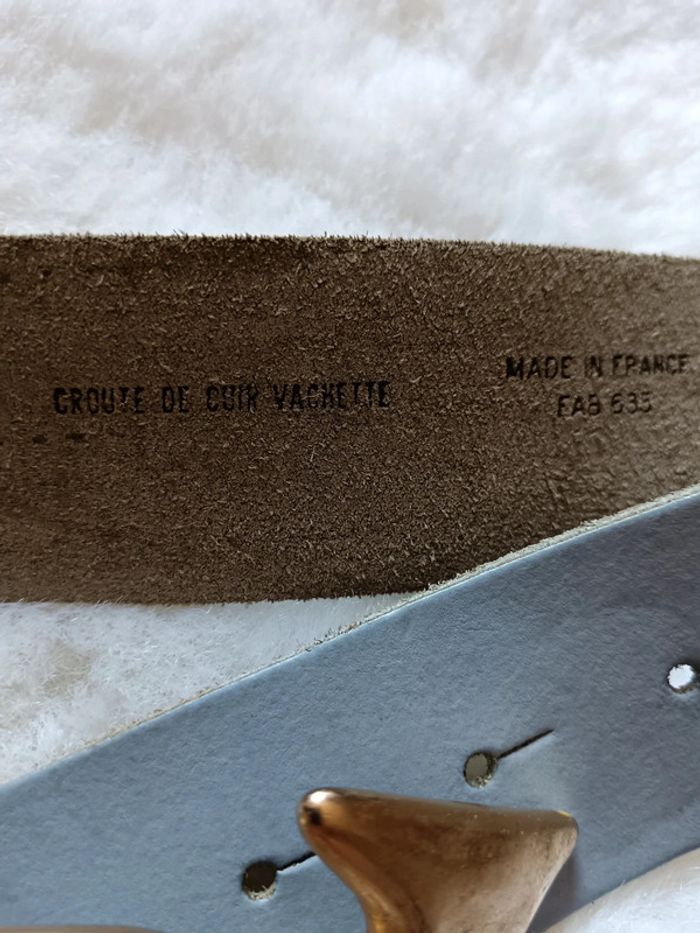 CROUTE DE CUIR VACHETTE
MADE IN FRANCE
FAB 635